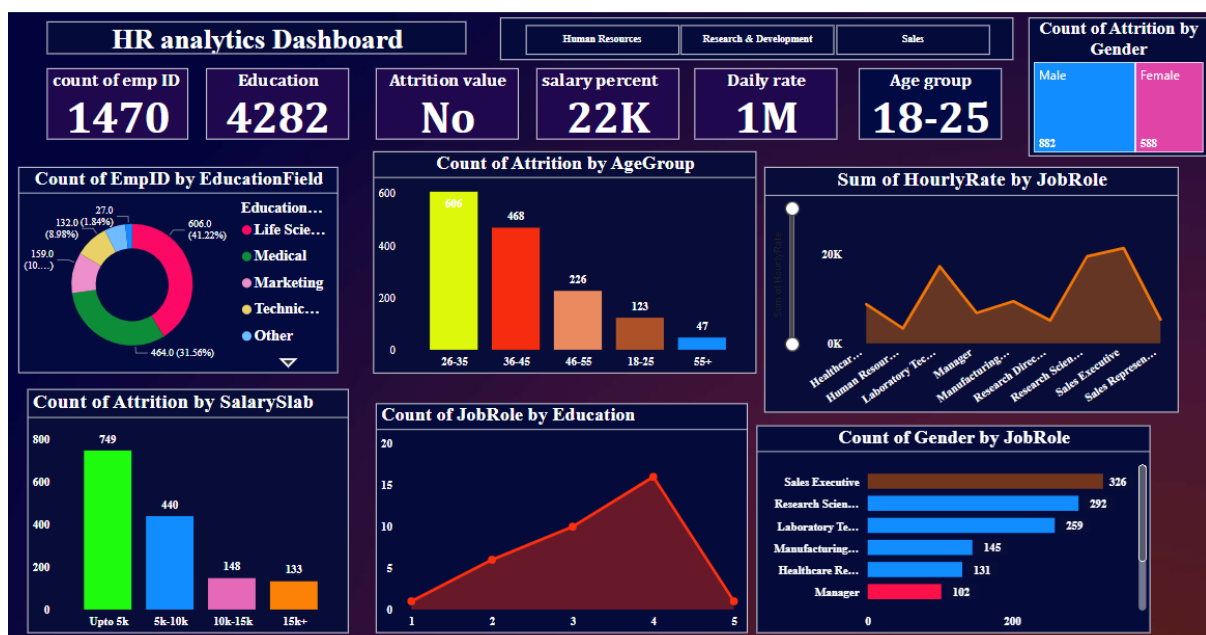 HR analytics Dashboard
Human Resources
Research & Development
Sales
Count of Attrition by
Gender
Male
Female
882
588
count of emp ID
1470
Education
4282
Attrition value
No
salary percent
22K
Daily rate
1M
Age group
18-25
Count of EmpID by EducationField
27.0
(1.84%)
132.0
(8.98%)
159.0
(10....)
606.0
(41.22%)
464.0 (31.56%)
Education...
Life Scie...
Medical
Marketing
Technic...
Other
Count of Attrition by AgeGroup
600
400
200
0
606
468
226
123
47
26-35
36-45
46-55
18-25
55+
Sum of HourlyRate by JobRole
Sum of HourlyRate
20K
0K
Healthcar...
Human Resour...
Laboratory Tec...
Manager
Manufacturing...
Research Direc...
Research Scien...
Sales Executive
Sales Represen...
Count of Attrition by SalarySlab
800
600
400
200
0
749
440
148
133
Upto 5k
5k-10k
10k-15k
15k+
Count of JobRole by Education
20
15
10
5
0
1
2
3
4
5
Count of Gender by JobRole
Sales Executive
326
Research Scien...
292
Laboratory Te...
259
Manufacturing...
145
Healthcare Re...
131
Manager
102
0
200